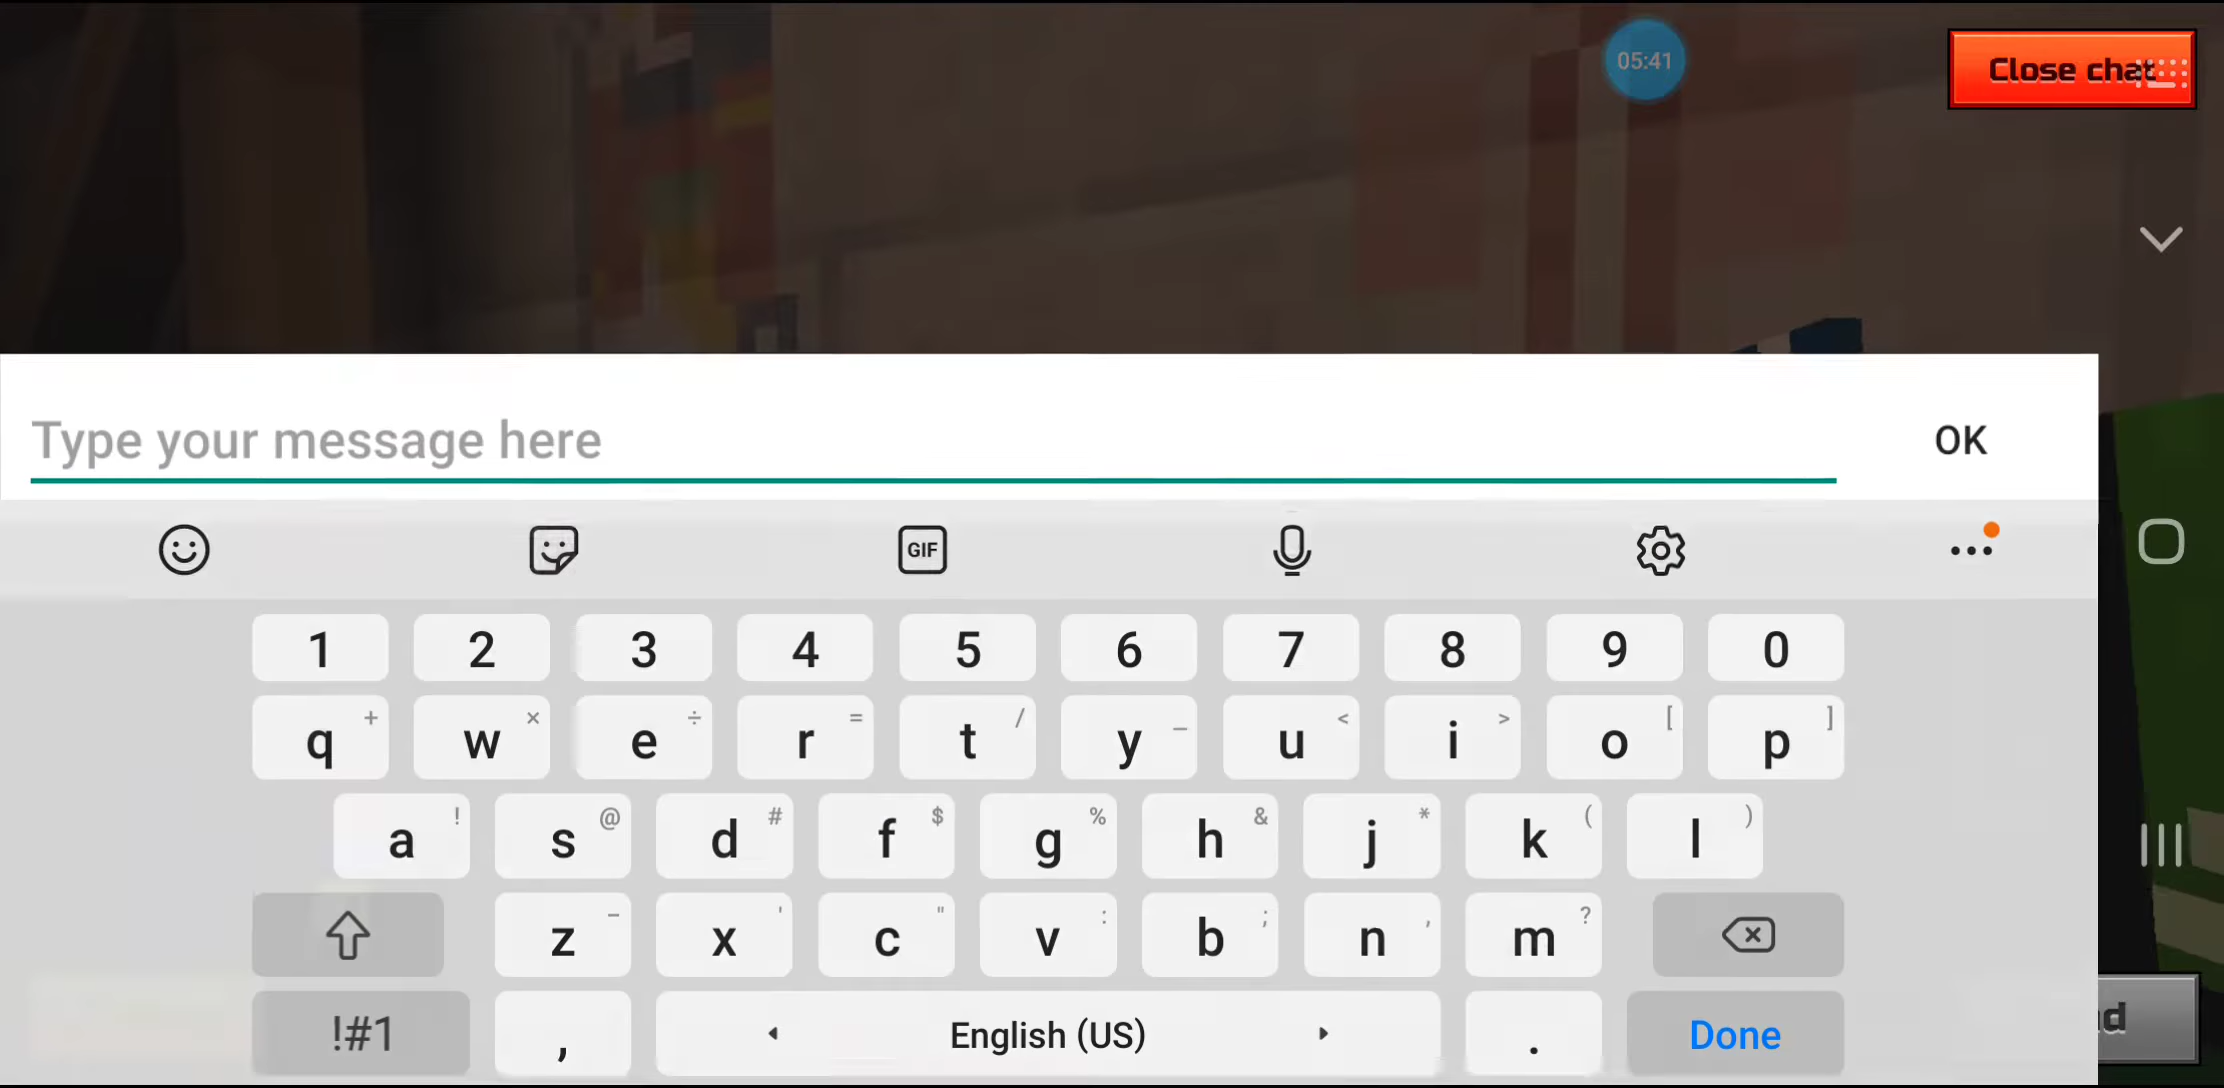 05:41
Close chat
Type your message here
OK
GIF
1 2 3 4 5 6 7 8 9 0
q + w × e ÷ r = t / y _ u < i > o [ p ]
a ! s @ d # f $ g % h & j * k ( l )
z - x ' c " v : b ; n , m ?
!#1 , English (US) . Done